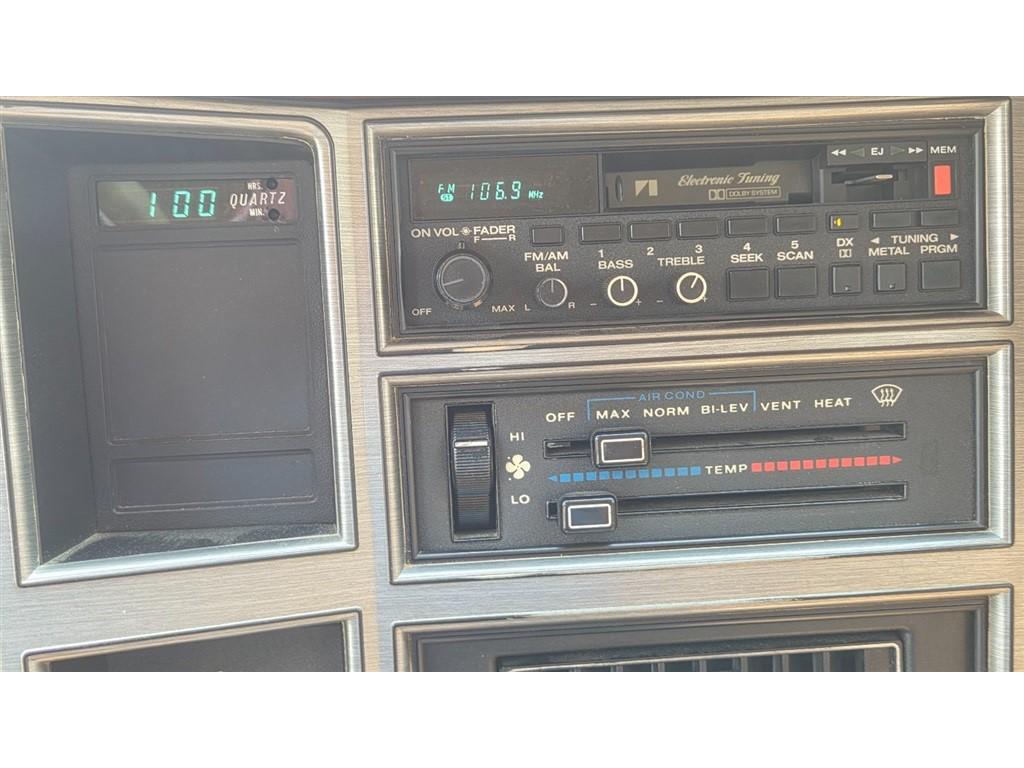 HRS.
1 00 QUARTZ
MIN.
FM 106.9 MHz
Electronic Tuning
DOLBY SYSTEM
◄◄ ◁ EJ ▷ ►► MEM
ON VOL FADER
F R
FM/AM
BAL
1 2 3 4 5
BASS TREBLE SEEK SCAN
DX
◄ TUNING ►
METAL PRGM
OFF MAX L R
− + − +
AIR COND
OFF MAX NORM BI-LEV VENT HEAT
HI
TEMP
LO